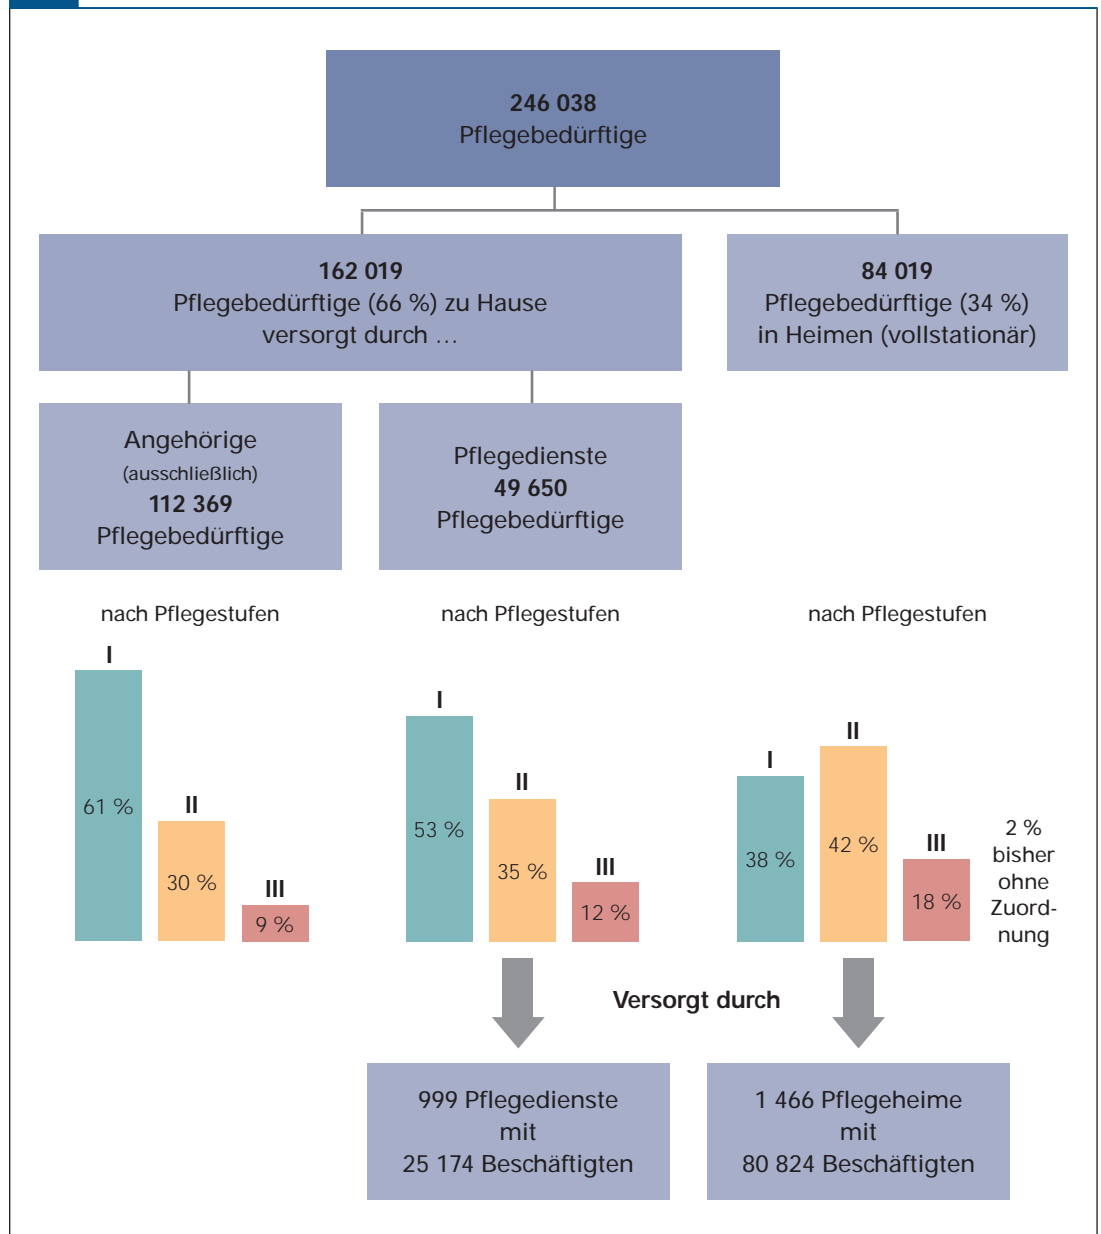 246 038
Pflegebedürftige
162 019
Pflegebedürftige (66 %) zu Hause
versorgt durch ...
84 019
Pflegebedürftige (34 %)
in Heimen (vollstationär)
Angehörige
(ausschließlich)
112 369
Pflegebedürftige
Pflegedienste
49 650
Pflegebedürftige
nach Pflegestufen
I
61 %
II
30 %
III
9 %
nach Pflegestufen
I
53 %
II
35 %
III
12 %
nach Pflegestufen
I
38 %
II
42 %
III
18 %
2 %
bisher
ohne
Zuord-
nung
Versorgt durch
999 Pflegedienste
mit
25 174 Beschäftigten
1 466 Pflegeheime
mit
80 824 Beschäftigten